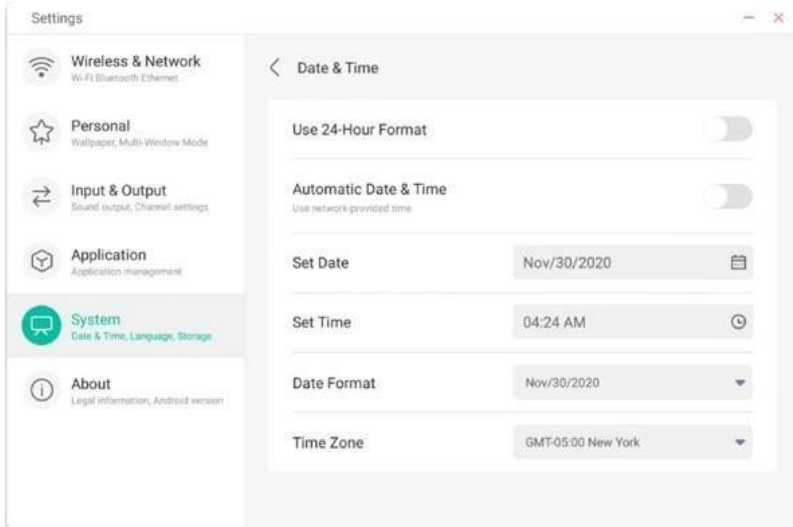 Settings
Wireless & Network
Wi-Fi Bluetooth Ethernet
Personal
Wallpaper, Multi-Window Mode
Input & Output
Sound output, Channel settings
Application
Application management
System
Date & Time, Language, Storage
About
Legal information, Android version
Date & Time
Use 24-Hour Format
Automatic Date & Time
Use network-provided time
Set Date
Nov/30/2020
Set Time
04:24 AM
Date Format
Nov/30/2020
Time Zone
GMT-05:00 New York